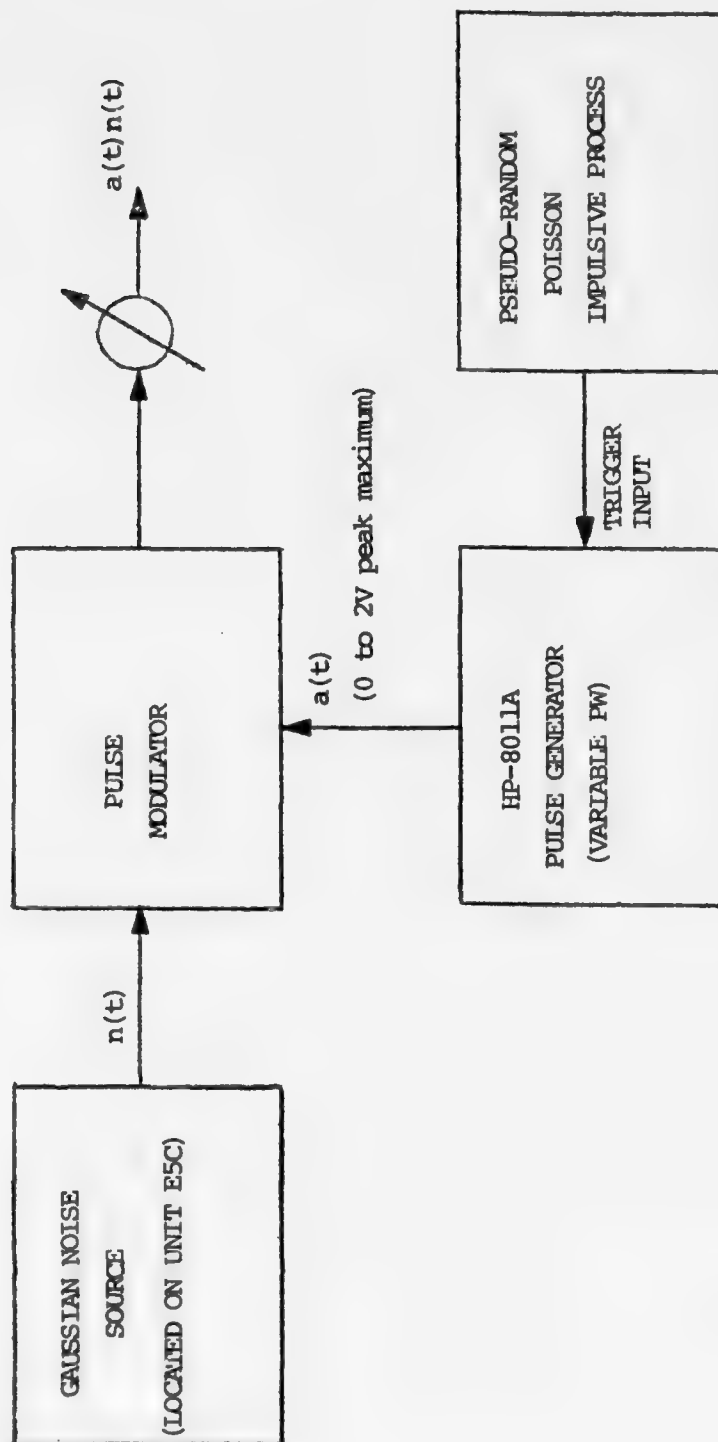 GAUSSIAN NOISE
SOURCE
(LOCATED ON UNIT E5C)
n(t)
PULSE
MODULATOR
a(t)n(t)
a(t)
(0 to 2V peak maximum)
HP-8011A
PULSE GENERATOR
(VARIABLE PW)
TRIGGER
INPUT
PSEUDO-RANDOM
POISSON
IMPULSIVE PROCESS